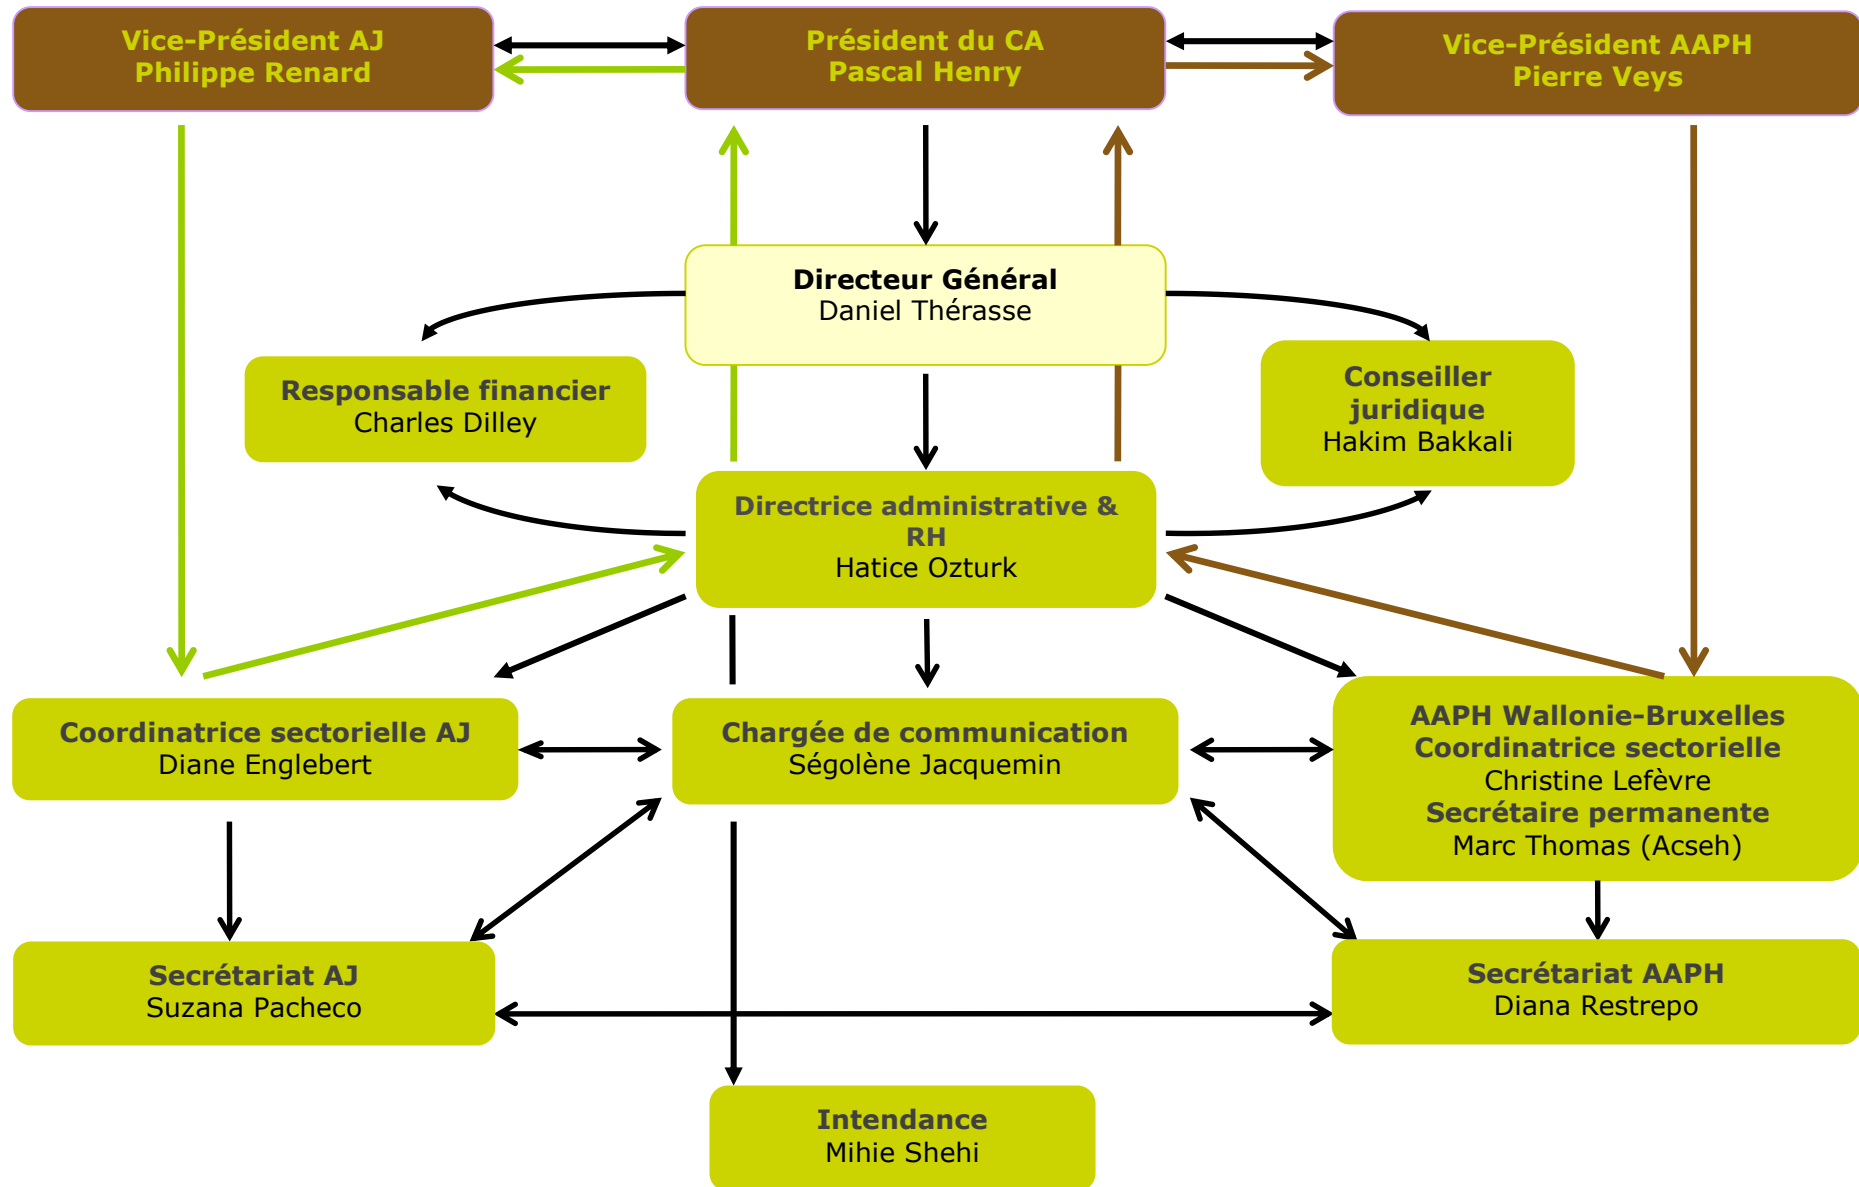 Vice-Président AJ
Philippe Renard
Président du CA
Pascal Henry
Vice-Président AAPH
Pierre Veys
Directeur Général
Daniel Thérasse
Responsable financier
Charles Dilley
Conseiller
juridique
Hakim Bakkali
Directrice administrative &
RH
Hatice Ozturk
Coordinatrice sectorielle AJ
Diane Englebert
Chargée de communication
Ségolène Jacquemin
AAPH Wallonie-Bruxelles
Coordinatrice sectorielle
Christine Lefèvre
Secrétaire permanente
Marc Thomas (Acseh)
Secrétariat AJ
Suzana Pacheco
Secrétariat AAPH
Diana Restrepo
Intendance
Mihie Shehi